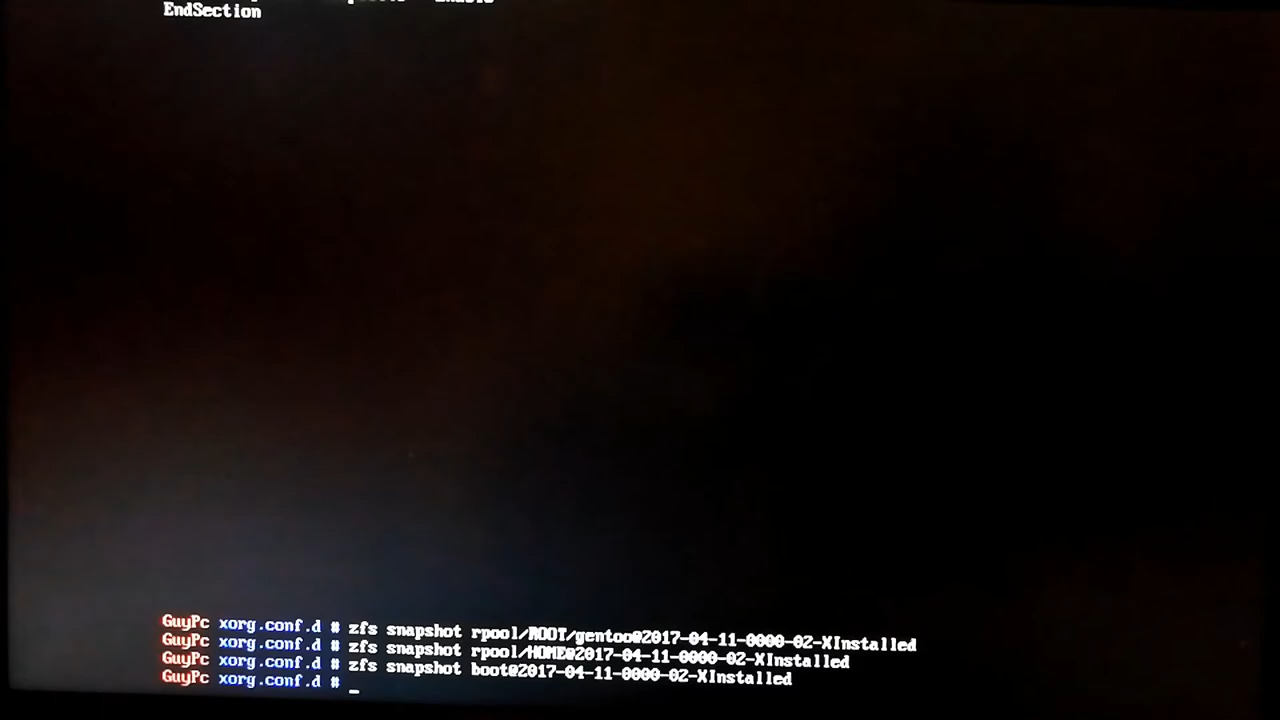 EndSection
GuyPc xorg.conf.d # zfs snapshot rpool/ROOT/gentoo@2017-04-11-0000-02-XInstalled
GuyPc xorg.conf.d # zfs snapshot rpool/HOME@2017-04-11-0000-02-XInstalled
GuyPc xorg.conf.d # zfs snapshot boot@2017-04-11-0000-02-XInstalled
GuyPc xorg.conf.d # _